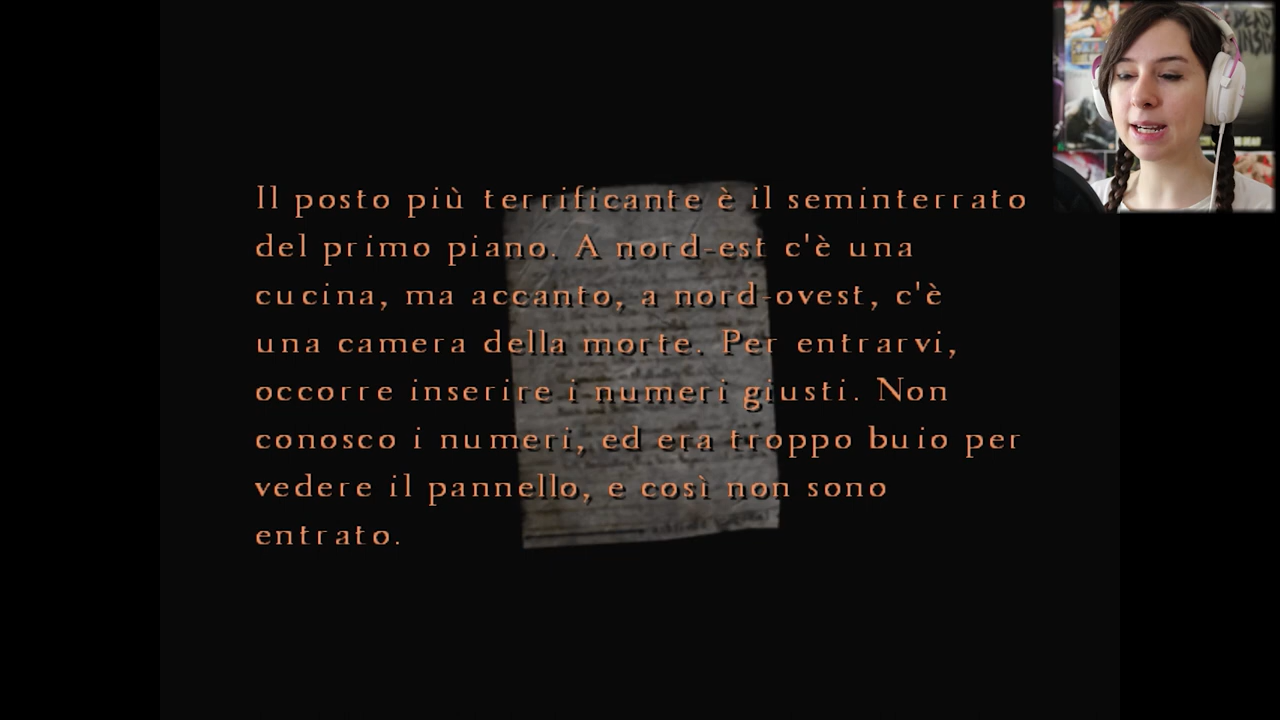 Il posto più terrificante è il seminterrato
del primo piano. A nord-est c'è una
cucina, ma accanto, a nord-ovest, c'è
una camera della morte. Per entrarvi,
occorre inserire i numeri giusti. Non
conosco i numeri, ed era troppo buio per
vedere il pannello, e così non sono
entrato.